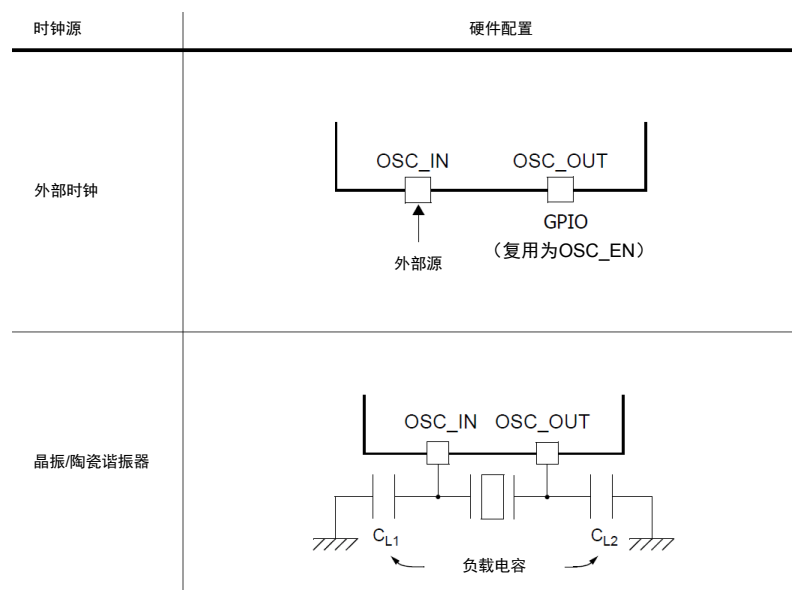 时钟源 硬件配置
外部时钟
OSC_IN OSC_OUT
GPIO
（复用为OSC_EN）
外部源
晶振/陶瓷谐振器
OSC_IN OSC_OUT
CL1 CL2
负载电容